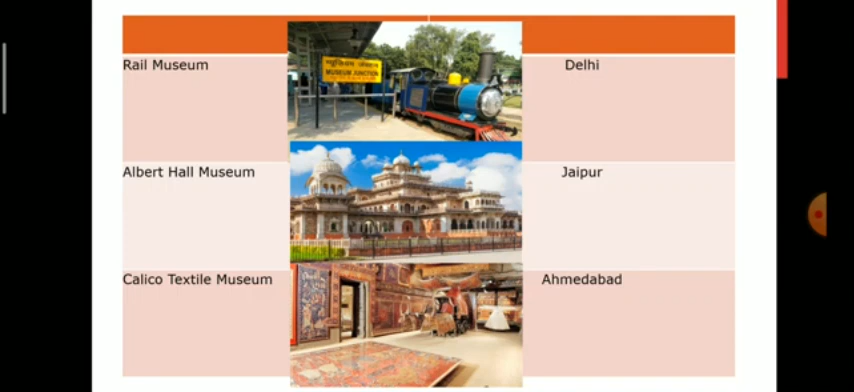 Rail Museum
Delhi
MUSEUM JUNCTION
Albert Hall Museum
Jaipur
Calico Textile Museum
Ahmedabad